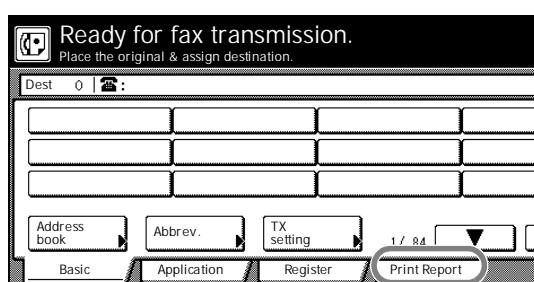 Ready for fax transmission.
Place the original & assign destination.
Dest 0 ☎:
Address book
Abbrev.
TX setting
1/ 84
Basic Application Register Print Report